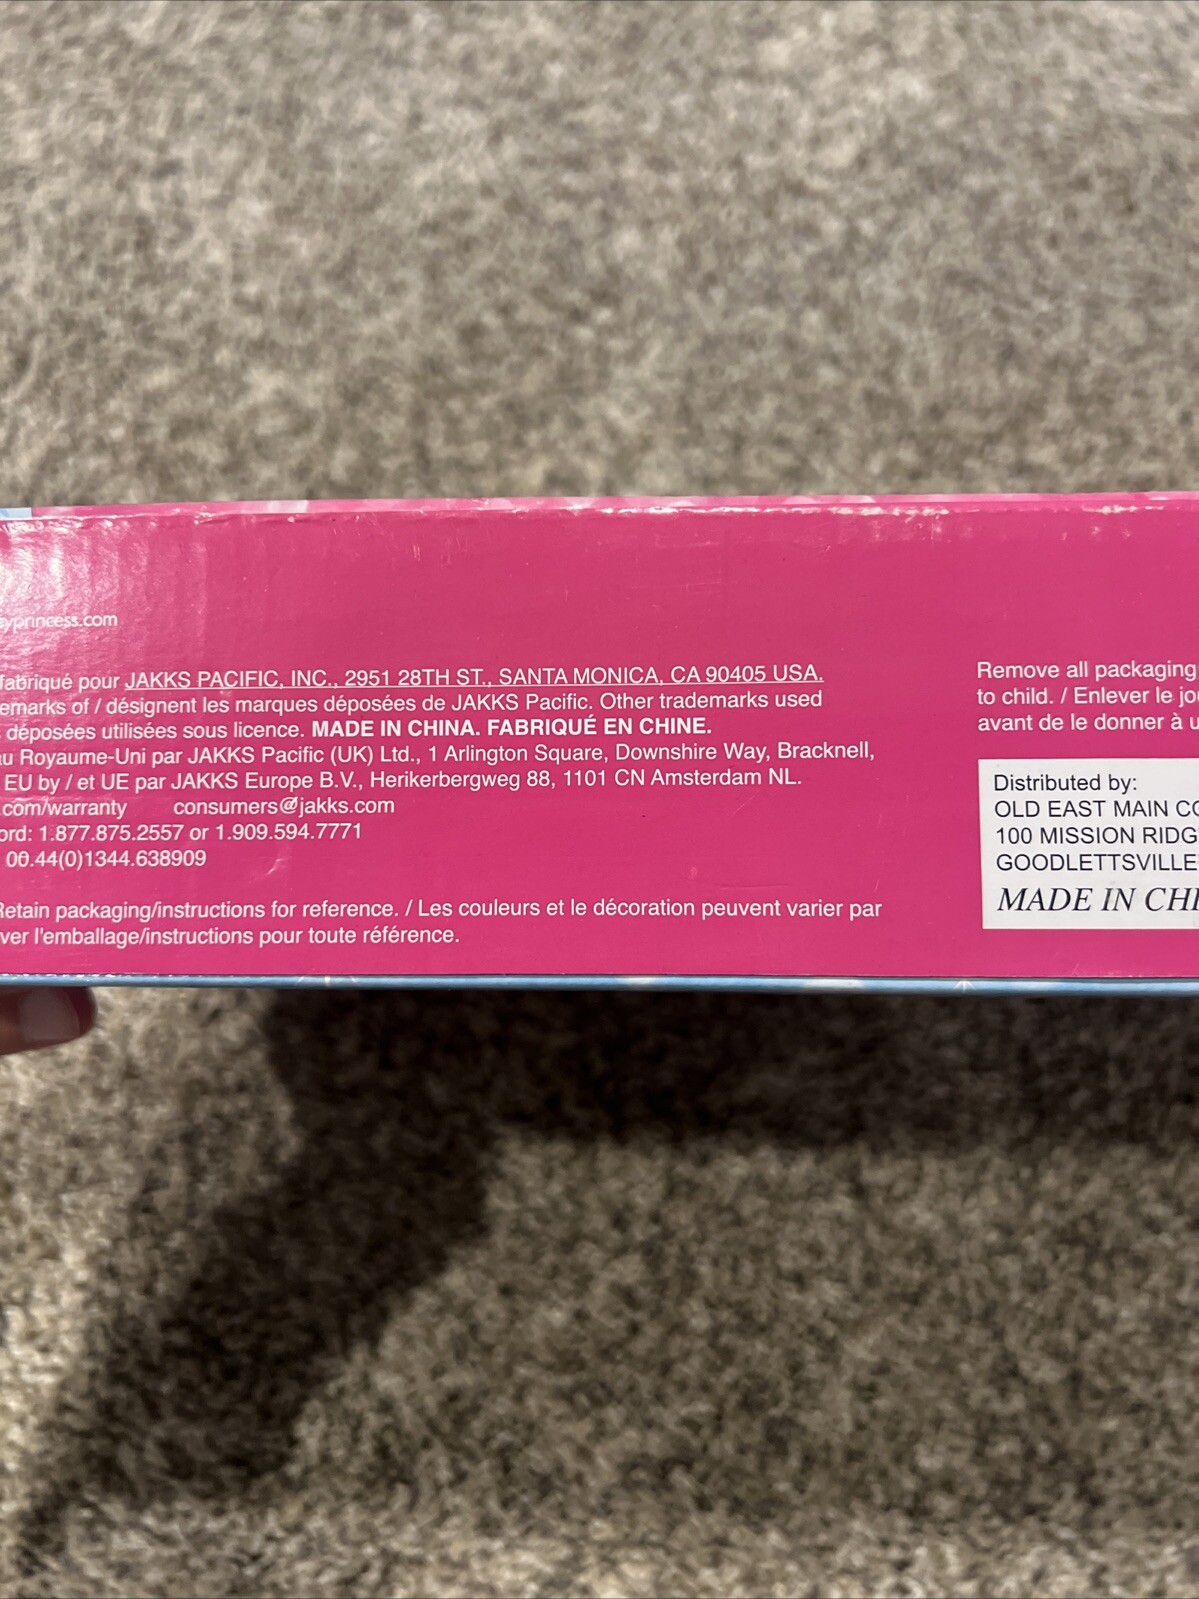 yprincess.com
fabriqué pour JAKKS PACIFIC, INC., 2951 28TH ST., SANTA MONICA, CA 90405 USA.
emarks of / désignent les marques déposées de JAKKS Pacific. Other trademarks used
déposées utilisées sous licence. MADE IN CHINA. FABRIQUÉ EN CHINE.
au Royaume-Uni par JAKKS Pacific (UK) Ltd., 1 Arlington Square, Downshire Way, Bracknell,
EU by / et UE par JAKKS Europe B.V., Herikerbergweg 88, 1101 CN Amsterdam NL.
.com/warranty consumers@jakks.com
ord: 1.877.875.2557 or 1.909.594.7771
00.44(0)1344.638909
Retain packaging/instructions for reference. / Les couleurs et le décoration peuvent varier par
ver l'emballage/instructions pour toute référence.
Remove all packaging
to child. / Enlever le jou
avant de le donner à u
Distributed by:
OLD EAST MAIN CO
100 MISSION RIDG
GOODLETTSVILLE
MADE IN CHI